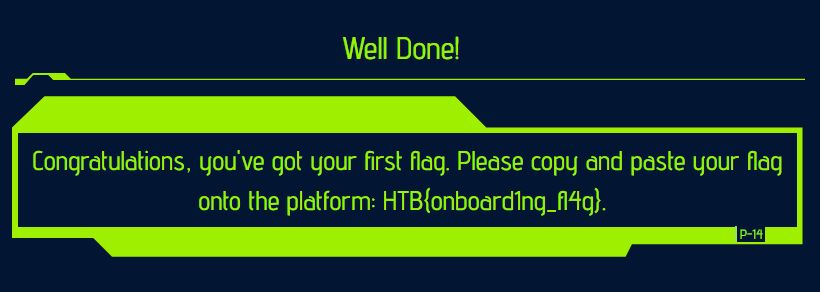 Well Done!
Congratulations, you've got your first flag. Please copy and paste your flag
onto the platform: HTB{onboard1ng_fl4g}.
P-14